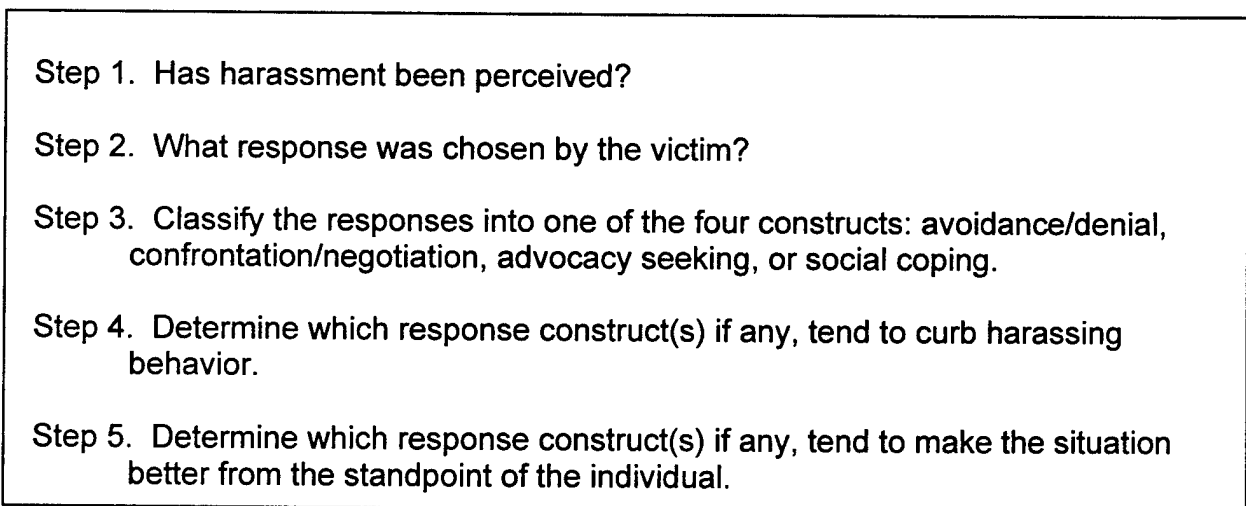 Step 1. Has harassment been perceived?
Step 2. What response was chosen by the victim?
Step 3. Classify the responses into one of the four constructs: avoidance/denial,
confrontation/negotiation, advocacy seeking, or social coping.
Step 4. Determine which response construct(s) if any, tend to curb harassing
behavior.
Step 5. Determine which response construct(s) if any, tend to make the situation
better from the standpoint of the individual.